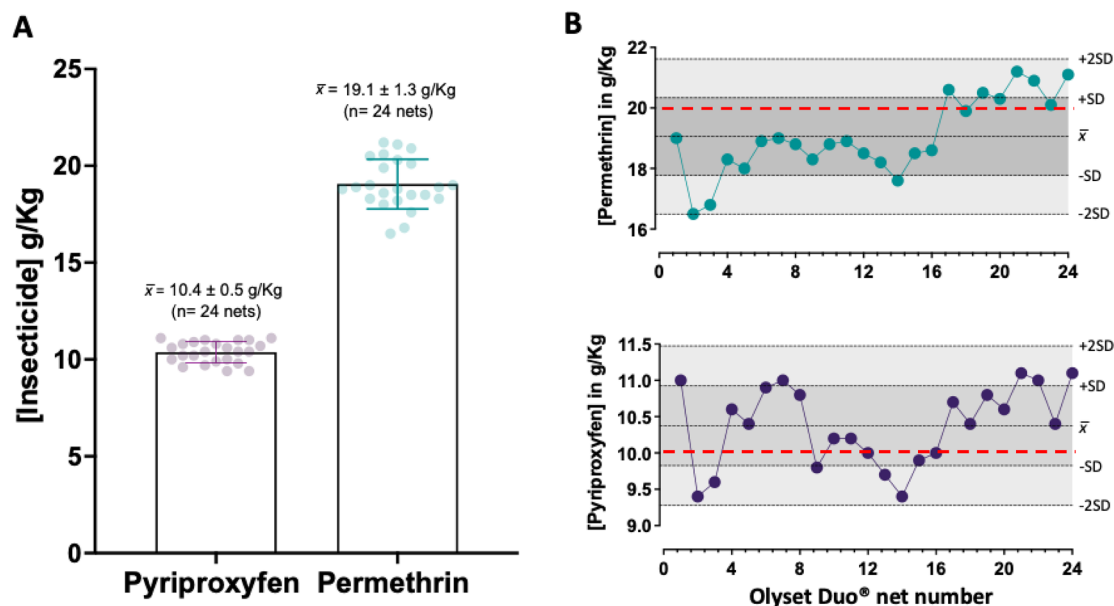 A
[Insecticide] g/Kg
25
20
15
10
5
0
x̅ = 10.4 ± 0.5 g/Kg
(n= 24 nets)
x̅ = 19.1 ± 1.3 g/Kg
(n= 24 nets)
Pyriproxyfen Permethrin
B
[Permethrin] in g/Kg
22
20
18
16
+2SD
+SD
x̅
-SD
-2SD
0 4 8 12 16 20 24
[Pyriproxyfen] in g/Kg
11.5
11.0
10.5
10.0
9.5
9.0
+2SD
+SD
x̅
-SD
-2SD
0 4 8 12 16 20 24
Olyset Duo® net number